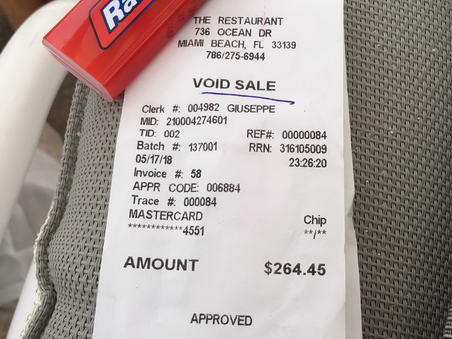 Ra
THE RESTAURANT
736 OCEAN DR
MIAMI BEACH, FL 33139
786/275-6944
VOID SALE
Clerk #: 004982 GIUSEPPE
MID: 210004274601
TID: 002 REF#: 00000084
Batch #: 137001 RRN: 316105009
05/17/18 23:26:20
Invoice #: 58
APPR CODE: 006884
Trace #: 000084
MASTERCARD Chip
************4551 **/**
AMOUNT $264.45
APPROVED